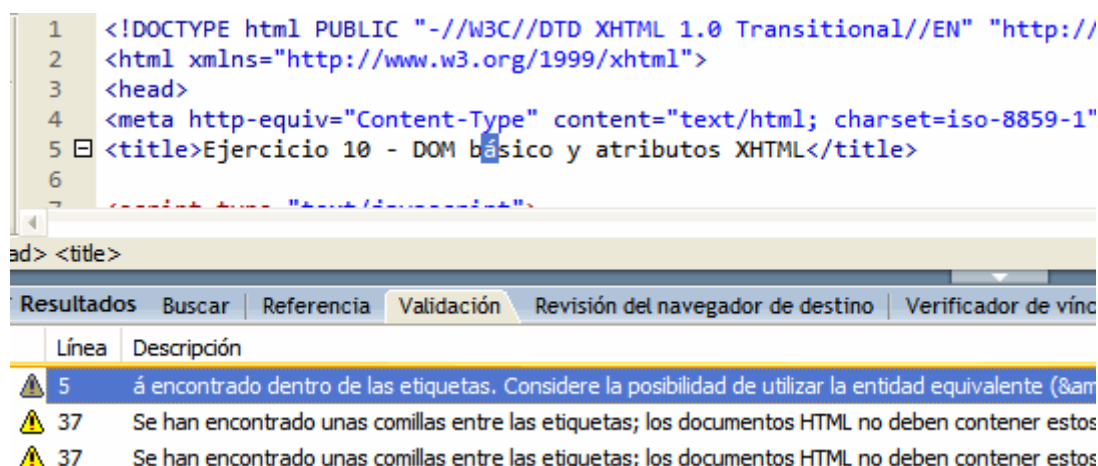 1 <!DOCTYPE html PUBLIC "-//W3C//DTD XHTML 1.0 Transitional//EN" "http://
2 <html xmlns="http://www.w3.org/1999/xhtml">
3 <head>
4 <meta http-equiv="Content-Type" content="text/html; charset=iso-8859-1"
5 <title>Ejercicio 10 - DOM básico y atributos XHTML</title>
6
7 <script type="text/javascript">
ad> <title>
Resultados Buscar Referencia Validación Revisión del navegador de destino Verificador de vínc
Línea Descripción
5 á encontrado dentro de las etiquetas. Considere la posibilidad de utilizar la entidad equivalente (&am
37 Se han encontrado unas comillas entre las etiquetas; los documentos HTML no deben contener estos
37 Se han encontrado unas comillas entre las etiquetas; los documentos HTML no deben contener estos